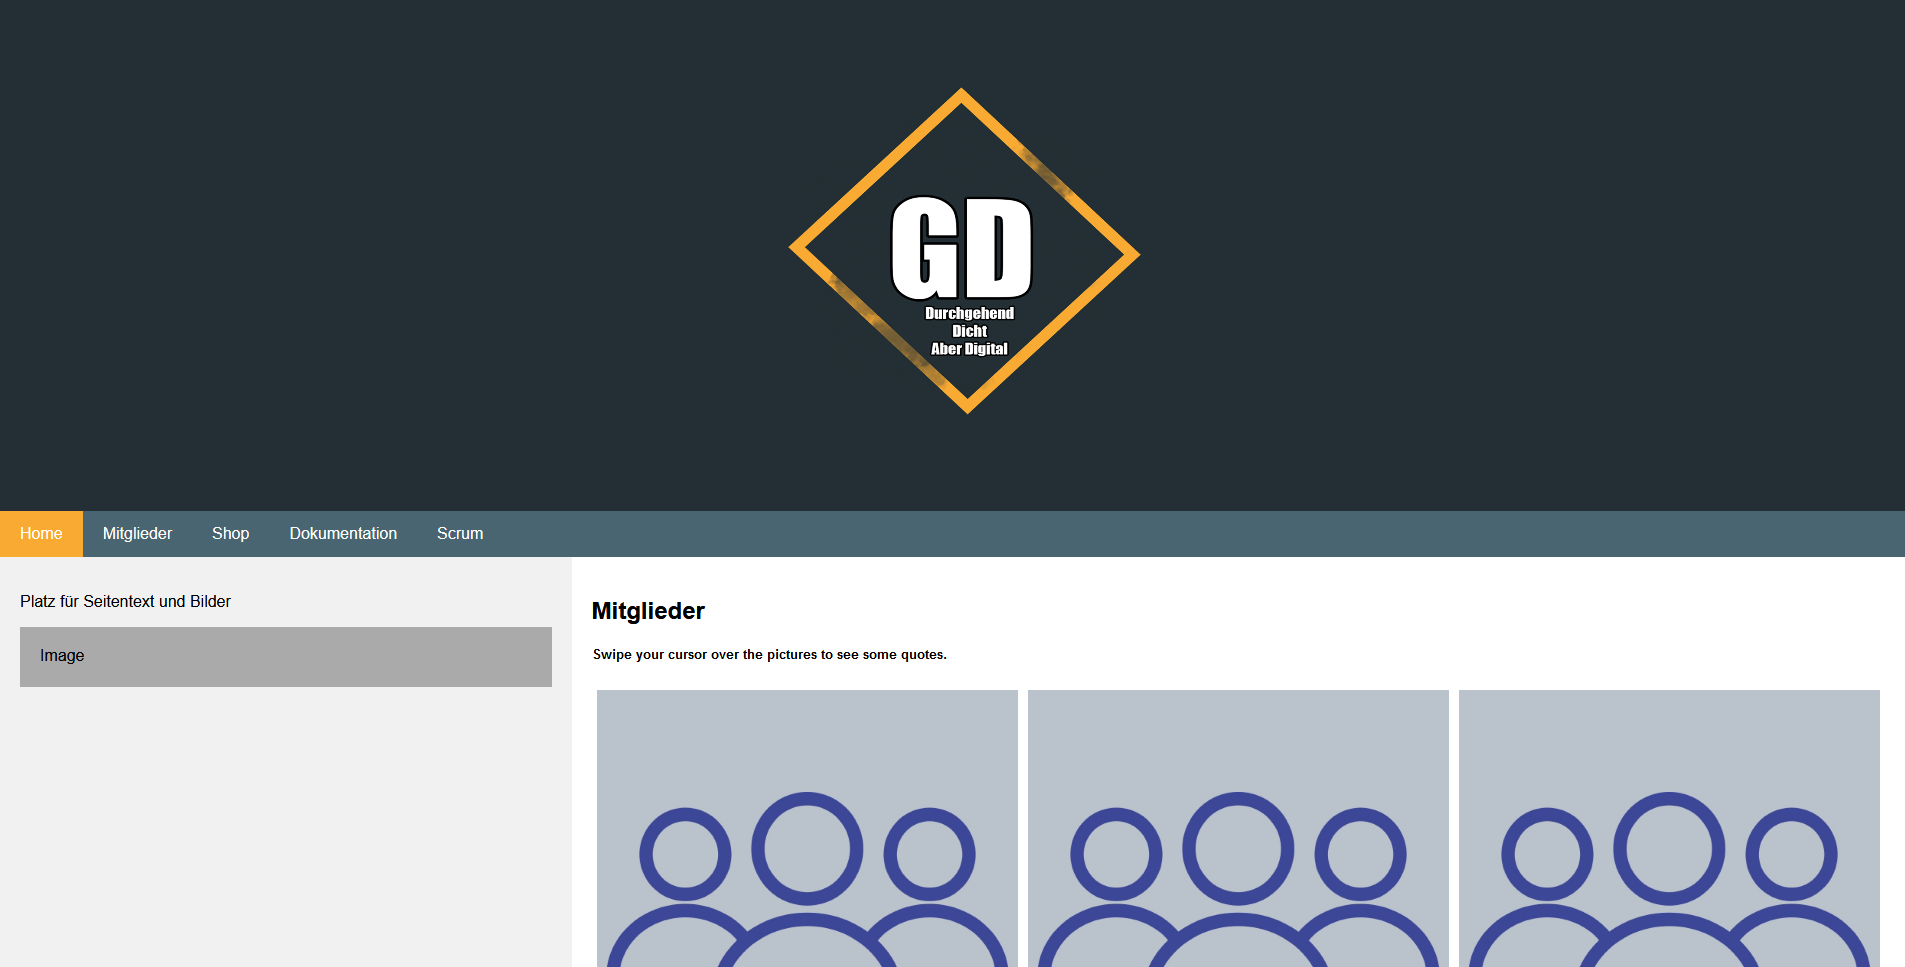 GD
Durchgehend
Dicht
Aber Digital
Home Mitglieder Shop Dokumentation Scrum
Platz für Seitentext und Bilder
Image
Mitglieder
Swipe your cursor over the pictures to see some quotes.